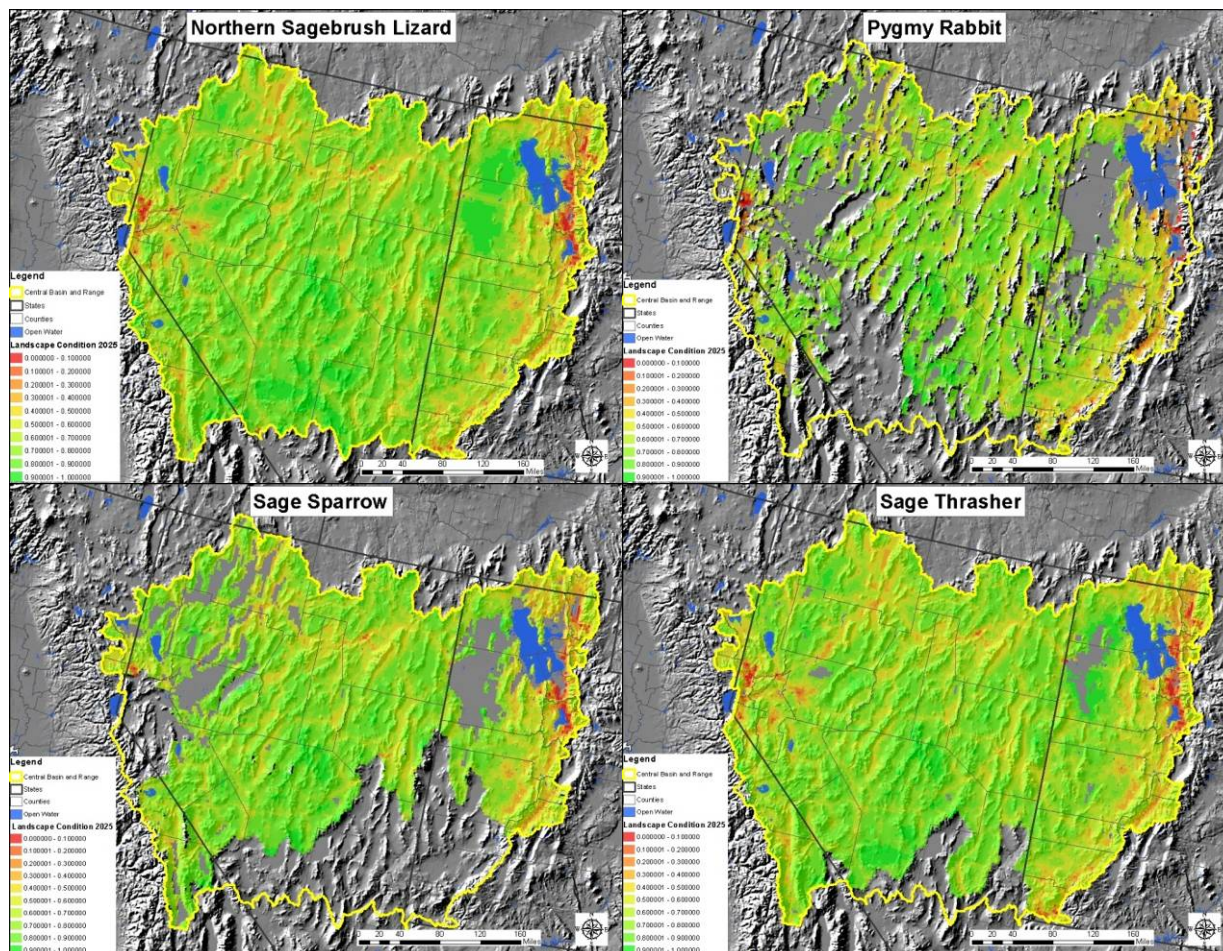 Northern Sagebrush Lizard
Legend
Central Basin and Range
States
Counties
Open Water
Landscape Condition 2025
0.000000 - 0.100000
0.100001 - 0.200000
0.200001 - 0.300000
0.300001 - 0.400000
0.400001 - 0.500000
0.500001 - 0.600000
0.600001 - 0.700000
0.700001 - 0.800000
0.800001 - 0.900000
0.900001 - 1.000000
0 20 40 80 120 160
Miles
Pygmy Rabbit
Legend
Central Basin and Range
States
Counties
Open Water
Landscape Condition 2025
0.000000 - 0.100000
0.100001 - 0.200000
0.200001 - 0.300000
0.300001 - 0.400000
0.400001 - 0.500000
0.500001 - 0.600000
0.600001 - 0.700000
0.700001 - 0.800000
0.800001 - 0.900000
0.900001 - 1.000000
0 20 40 80 120 160
Miles
Sage Sparrow
Legend
Central Basin and Range
States
Counties
Open Water
Landscape Condition 2025
0.000000 - 0.100000
0.100001 - 0.200000
0.200001 - 0.300000
0.300001 - 0.400000
0.400001 - 0.500000
0.500001 - 0.600000
0.600001 - 0.700000
0.700001 - 0.800000
0.800001 - 0.900000
0.900001 - 1.000000
0 20 40 80 120 160
Miles
Sage Thrasher
Legend
Central Basin and Range
States
Counties
Open Water
Landscape Condition 2025
0.000000 - 0.100000
0.100001 - 0.200000
0.200001 - 0.300000
0.300001 - 0.400000
0.400001 - 0.500000
0.500001 - 0.600000
0.600001 - 0.700000
0.700001 - 0.800000
0.800001 - 0.900000
0.900001 - 1.000000
0 20 40 80 120 160
Miles